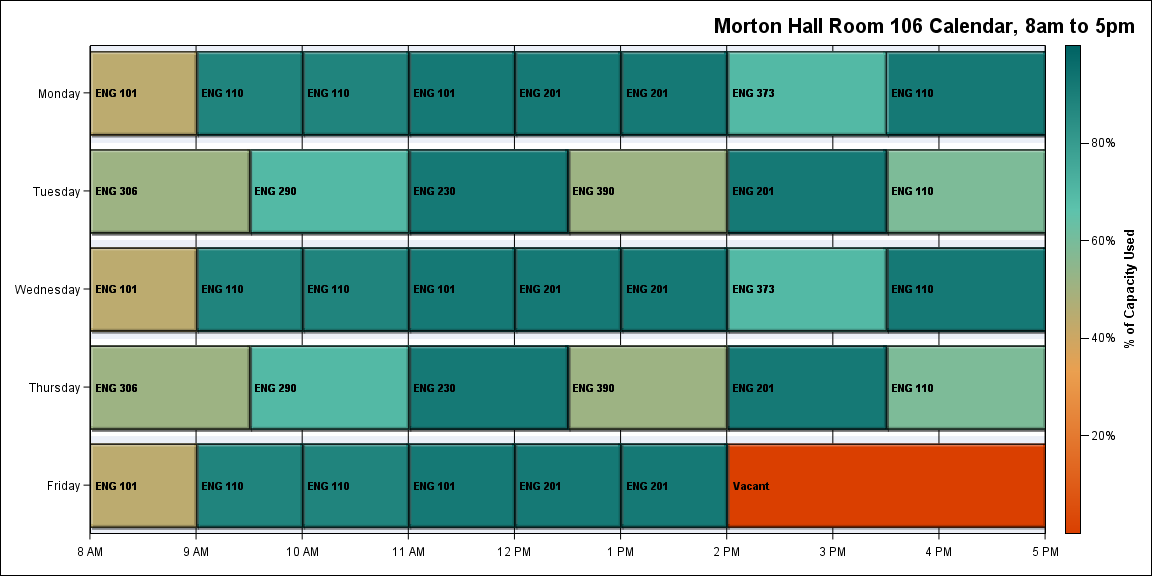 Morton Hall Room 106 Calendar, 8am to 5pm
Monday
ENG 101
ENG 110
ENG 110
ENG 101
ENG 201
ENG 201
ENG 373
ENG 110
Tuesday
ENG 306
ENG 290
ENG 230
ENG 390
ENG 201
ENG 110
Wednesday
ENG 101
ENG 110
ENG 110
ENG 101
ENG 201
ENG 201
ENG 373
ENG 110
Thursday
ENG 306
ENG 290
ENG 230
ENG 390
ENG 201
ENG 110
Friday
ENG 101
ENG 110
ENG 110
ENG 101
ENG 201
ENG 201
Vacant
8 AM
9 AM
10 AM
11 AM
12 PM
1 PM
2 PM
3 PM
4 PM
5 PM
80%
60%
40%
20%
% of Capacity Used